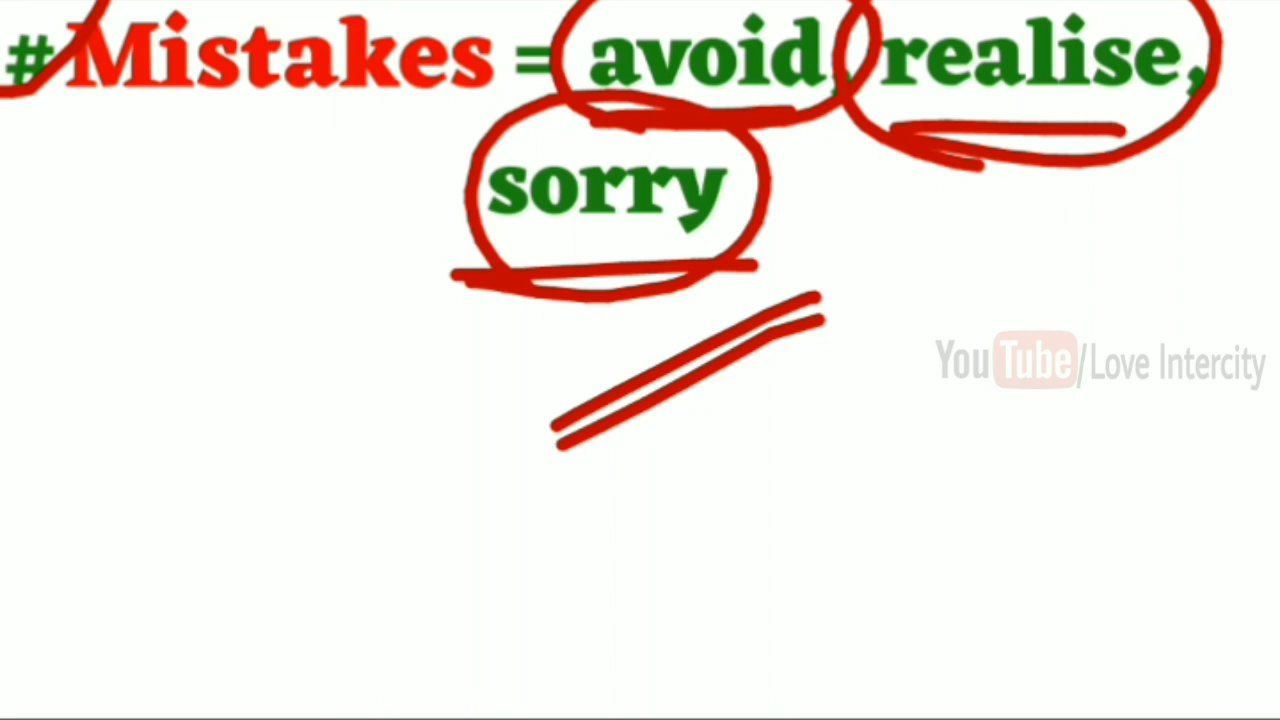 #Mistakes = avoid, realise,
sorry
YouTube/Love Intercity